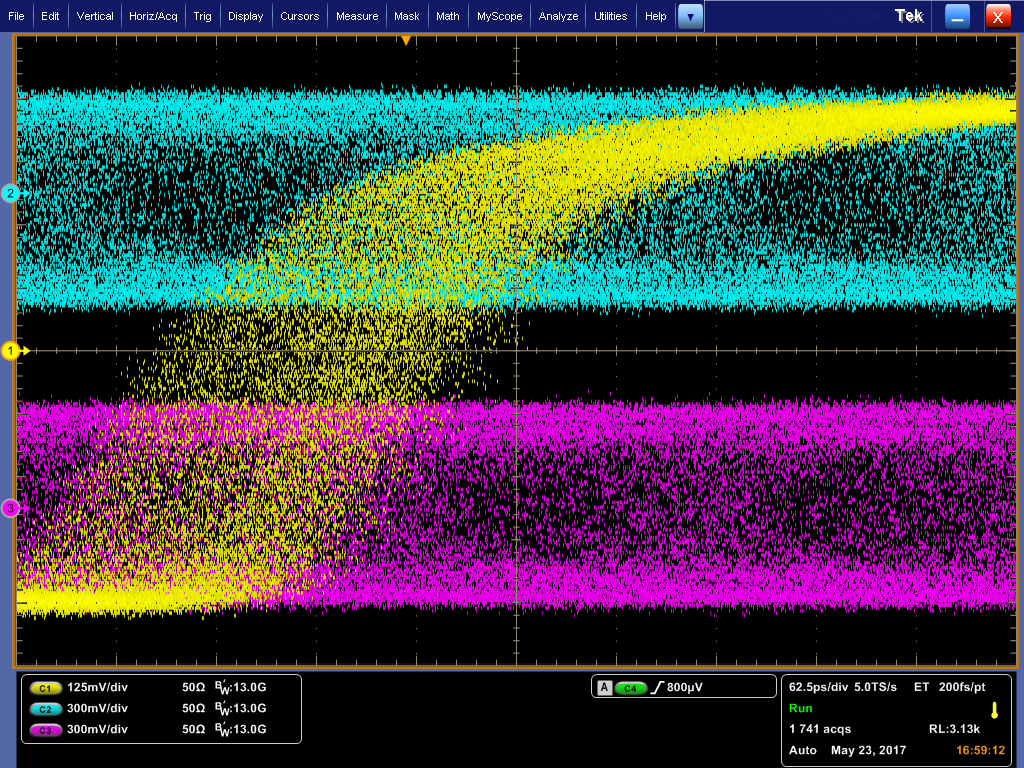 File Edit Vertical Horiz/Acq Trig Display Cursors Measure Mask Math MyScope Analyze Utilities Help Tek X
2
1
3
C1 125mV/div 50Ω BW:13.0G
C2 300mV/div 50Ω BW:13.0G
C3 300mV/div 50Ω BW:13.0G
A C4 800µV
62.5ps/div 5.0TS/s ET 200fs/pt
Run
1 741 acqs RL:3.13k
Auto May 23, 2017 16:59:12